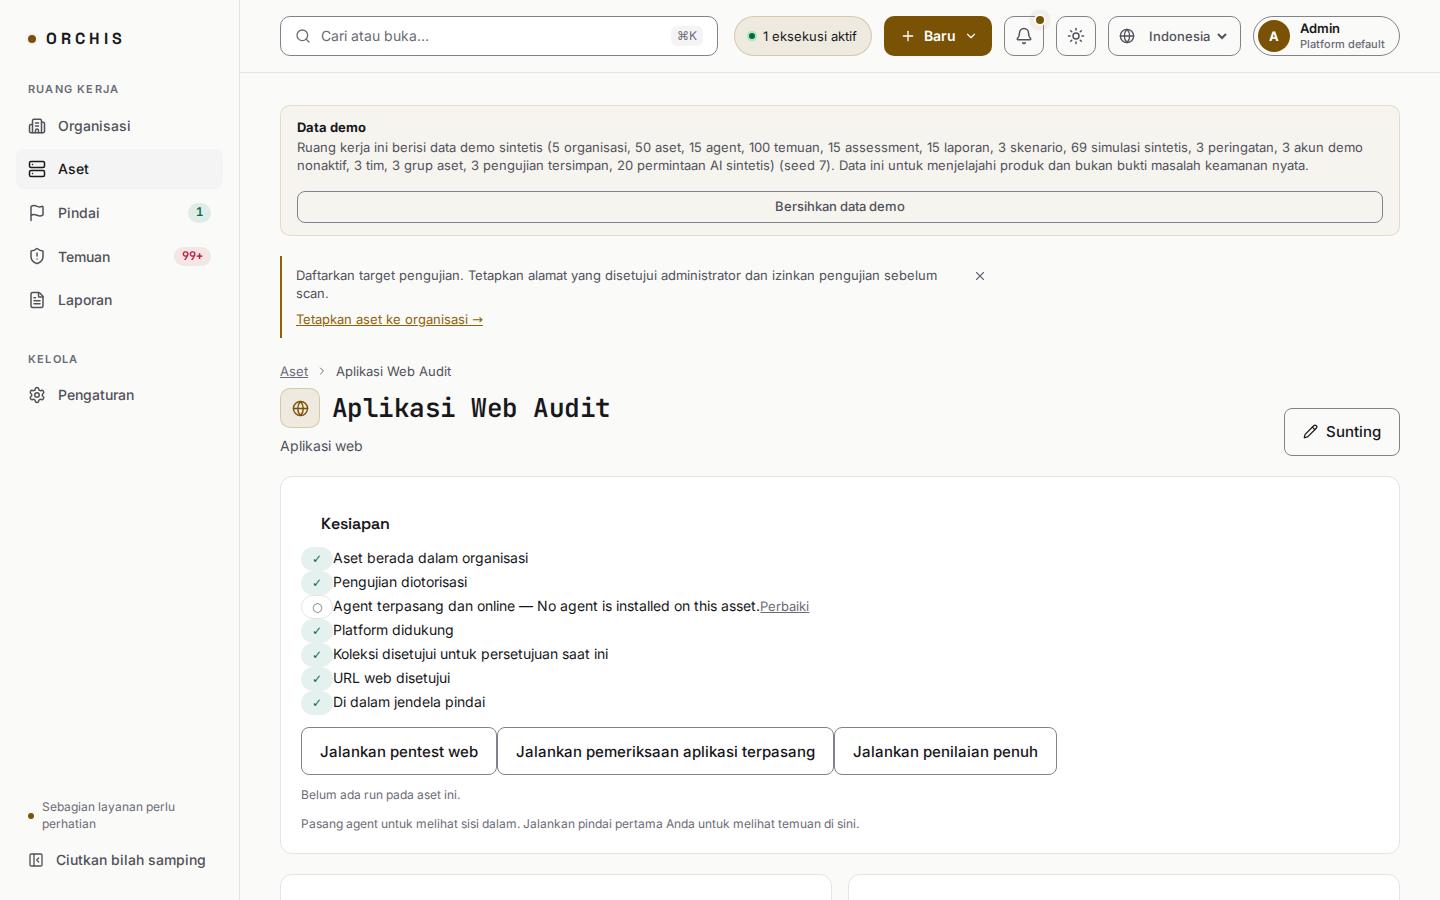 ORCHIS
RUANG KERJA
Organisasi
Aset
Pindai
1
Temuan
99+
Laporan
KELOLA
Pengaturan
Sebagian layanan perlu
perhatian
Ciutkan bilah samping
Cari atau buka...
⌘K
1 eksekusi aktif
Baru
Indonesia
A
Admin
Platform default
Data demo
Ruang kerja ini berisi data demo sintetis (5 organisasi, 50 aset, 15 agent, 100 temuan, 15 assessment, 15 laporan, 3 skenario, 69 simulasi sintetis, 3 peringatan, 3 akun demo
nonaktif, 3 tim, 3 grup aset, 3 pengujian tersimpan, 20 permintaan AI sintetis) (seed 7). Data ini untuk menjelajahi produk dan bukan bukti masalah keamanan nyata.
Bersihkan data demo
Daftarkan target pengujian. Tetapkan alamat yang disetujui administrator dan izinkan pengujian sebelum
scan.
Tetapkan aset ke organisasi →
Aset
Aplikasi Web Audit
Aplikasi Web Audit
Aplikasi web
Sunting
Kesiapan
✓ Aset berada dalam organisasi
✓ Pengujian diotorisasi
○ Agent terpasang dan online — No agent is installed on this asset.Perbaiki
✓ Platform didukung
✓ Koleksi disetujui untuk persetujuan saat ini
✓ URL web disetujui
✓ Di dalam jendela pindai
Jalankan pentest web
Jalankan pemeriksaan aplikasi terpasang
Jalankan penilaian penuh
Belum ada run pada aset ini.
Pasang agent untuk melihat sisi dalam. Jalankan pindai pertama Anda untuk melihat temuan di sini.